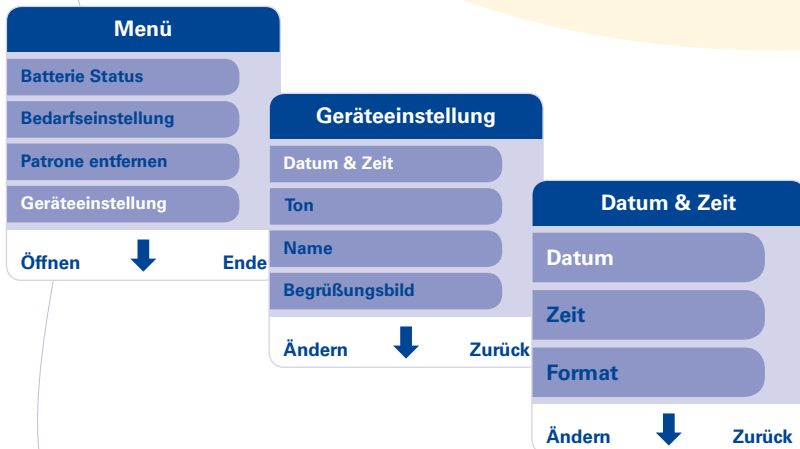 Menü
Batterie Status
Bedarfseinstellung
Patrone entfernen
Geräteeinstellung
Öffnen Ende
Geräteeinstellung
Datum & Zeit
Ton
Name
Begrüßungsbild
Ändern Zurück
Datum & Zeit
Datum
Zeit
Format
Ändern Zurück